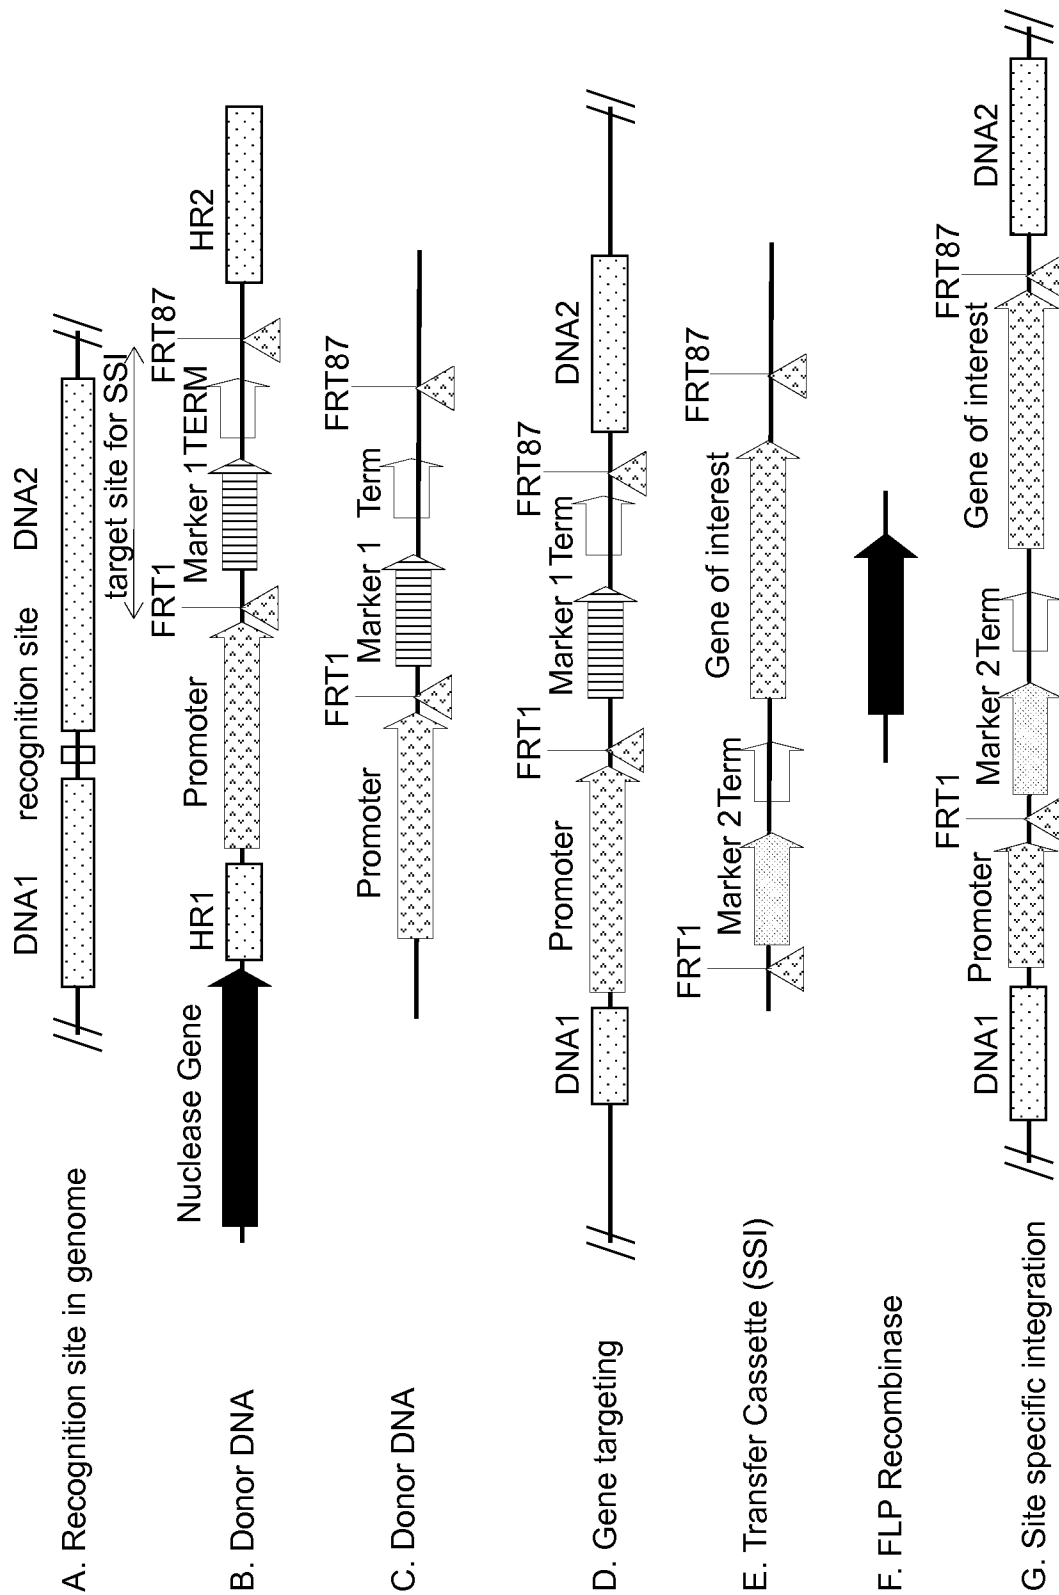 A. Recognition site in genome
DNA1 recognition site DNA2
target site for SSI
B. Donor DNA
Nuclease Gene HR1 Promoter FRT1 Marker 1 TERM FRT87 HR2
C. Donor DNA
Promoter FRT1 Marker 1 Term FRT87
D. Gene targeting
DNA1 Promoter FRT1 Marker 1 Term FRT87 DNA2
E. Transfer Cassette (SSI)
FRT1 Marker 2 Term Gene of interest FRT87
F. FLP Recombinase
G. Site specific integration
DNA1 Promoter FRT1 Marker 2 Term Gene of interest FRT87 DNA2